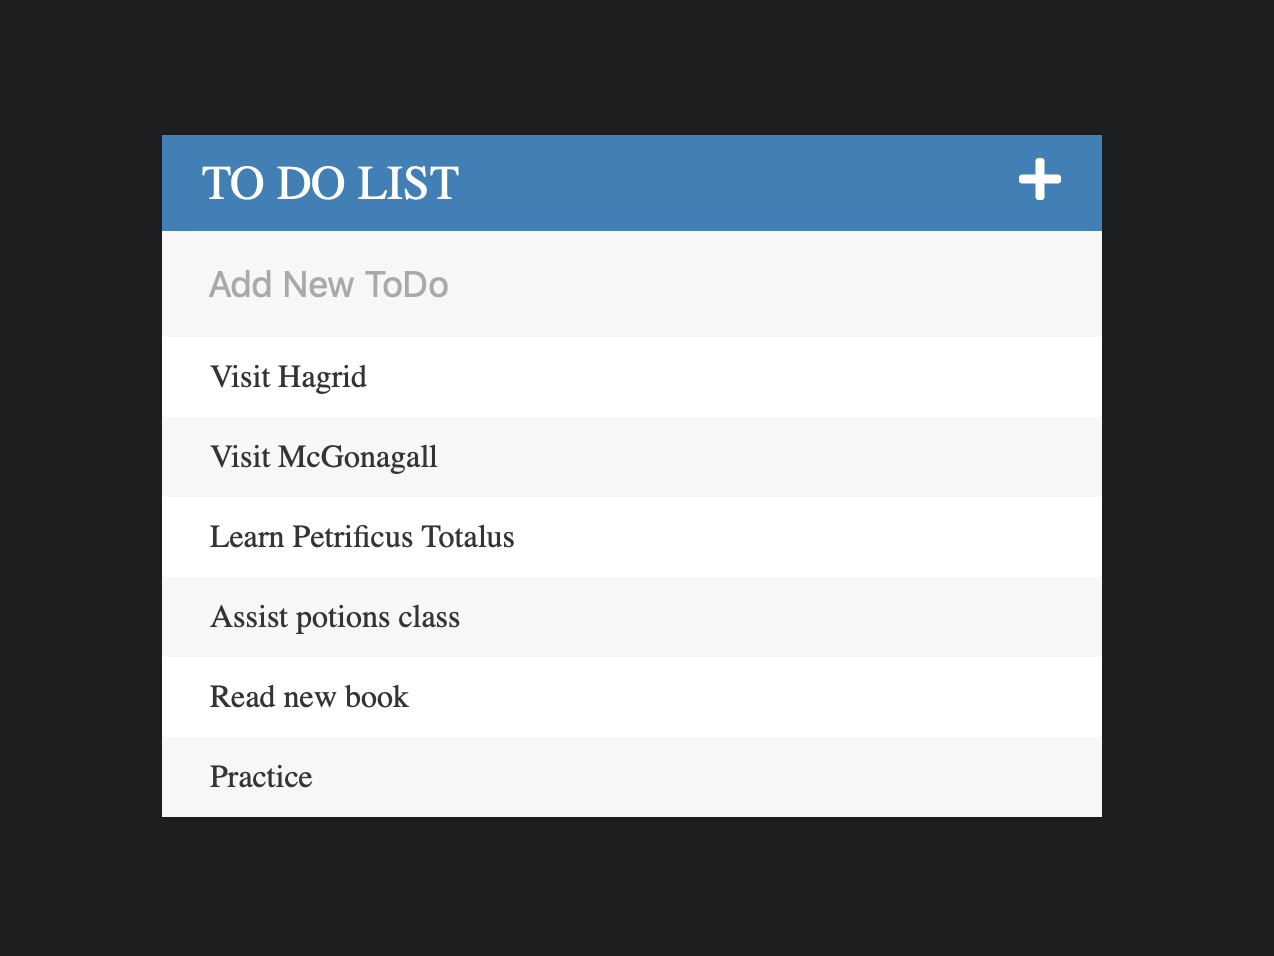 TO DO LIST
Add New ToDo
Visit Hagrid
Visit McGonagall
Learn Petrificus Totalus
Assist potions class
Read new book
Practice